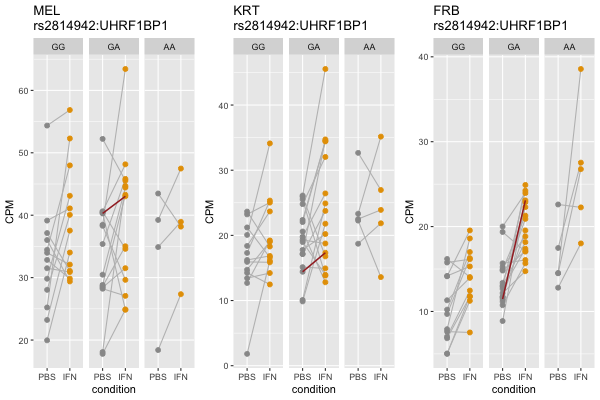 MEL
rs2814942:UHRF1BP1
GG GA AA
60
50
40
30
20
CPM
PBS IFN PBS IFN PBS IFN
condition
KRT
rs2814942:UHRF1BP1
GG GA AA
40
30
20
10
0
CPM
PBS IFN PBS IFN PBS IFN
condition
FRB
rs2814942:UHRF1BP1
GG GA AA
40
30
20
10
CPM
PBS IFN PBS IFN PBS IFN
condition